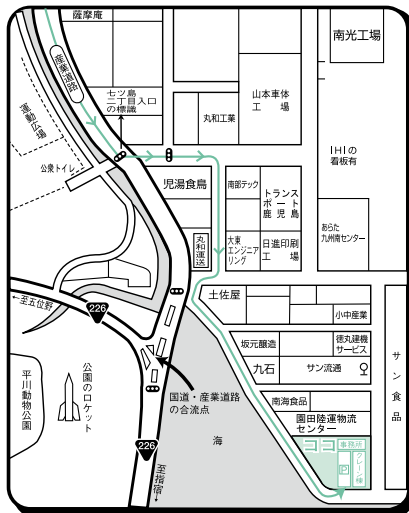 薩摩庵
産業道路
七ツ島
二丁目入口
の標識
南光工場
山本車体
工場
丸和工業
運動広場
公衆トイレ
IHIの
看板有
児湯食鳥
南部テック
トランス
ポート
鹿児島
あらた
九州南センター
丸和運送
大東
エンジニア
リング
日進印刷
工場
←至五位野
226
土佐屋
小中産業
坂元醸造
徳丸建機
サービス
九石
サン流通
サン食品
平川動物公園
公園のロケット
国道・産業道路
の合流点
南海食品
園田陸運物流
センター
海
ココ
事務所
P
クレーン棟
226
至指宿→